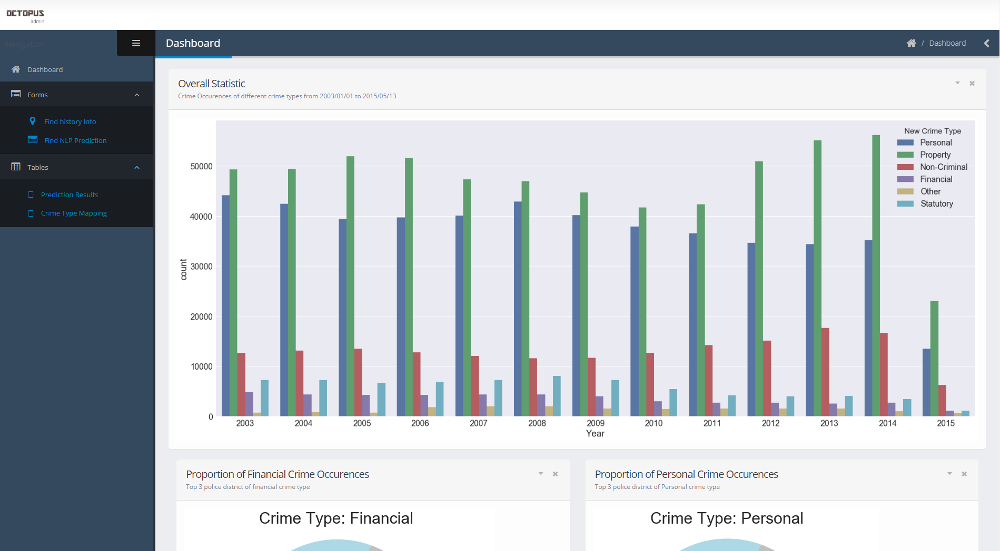 OCTOPUS
admin
Navigation
Dashboard
Dashboard
/ Dashboard
Forms
Find history Info
Find NLP Prediction
Tables
Prediction Results
Crime Type Mapping
Overall Statistic
Crime Occurences of different crime types from 2003/01/01 to 2015/05/13
New Crime Type
Personal
Property
Non-Criminal
Financial
Other
Statutory
50000
40000
30000
20000
10000
0
count
2003 2004 2005 2006 2007 2008 2009 2010 2011 2012 2013 2014 2015
Year
Proportion of Financial Crime Occurences
Top 3 police district of financial crime type
Crime Type: Financial
Proportion of Personal Crime Occurences
Top 3 police district of Personal crime type
Crime Type: Personal